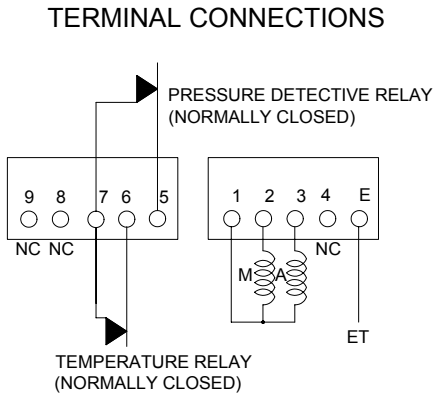 TERMINAL CONNECTIONS
PRESSURE DETECTIVE RELAY
(NORMALLY CLOSED)
9 8 7 6 5
1 2 3 4 E
NC NC
NC
M A
ET
TEMPERATURE RELAY
(NORMALLY CLOSED)